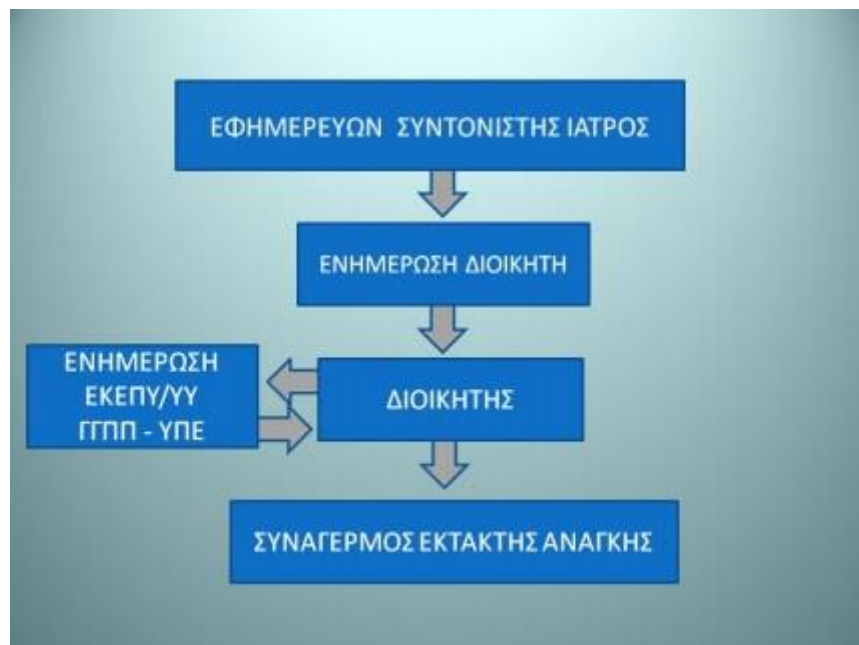 ΕΦΗΜΕΡΕΥΩΝ ΣΥΝΤΟΝΙΣΤΗΣ ΙΑΤΡΟΣ
ΕΝΗΜΕΡΩΣΗ ΔΙΟΙΚΗΤΗ
ΕΝΗΜΕΡΩΣΗ
ΕΚΕΠΥ/ΥΥ
ΓΓΠΠ - ΥΠΕ
ΔΙΟΙΚΗΤΗΣ
ΣΥΝΑΓΕΡΜΟΣ ΕΚΤΑΚΤΗΣ ΑΝΑΓΚΗΣ